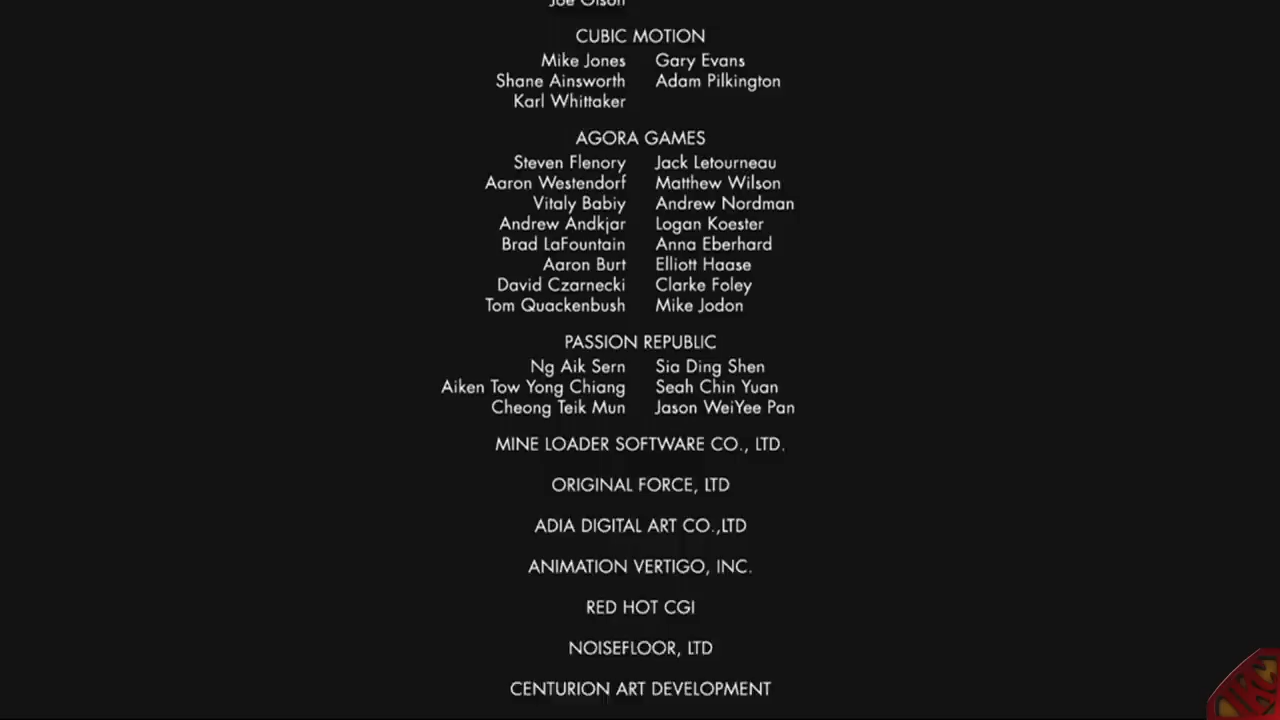 Joe Olson
CUBIC MOTION
Mike Jones Gary Evans
Shane Ainsworth Adam Pilkington
Karl Whittaker
AGORA GAMES
Steven Flenory Jack Letourneau
Aaron Westendorf Matthew Wilson
Vitaly Babiy Andrew Nordman
Andrew Andkjar Logan Koester
Brad LaFountain Anna Eberhard
Aaron Burt Elliott Haase
David Czarnecki Clarke Foley
Tom Quackenbush Mike Jodon
PASSION REPUBLIC
Ng Aik Sern Sia Ding Shen
Aiken Tow Yong Chiang Seah Chin Yuan
Cheong Teik Mun Jason WeiYee Pan
MINE LOADER SOFTWARE CO., LTD.
ORIGINAL FORCE, LTD
ADIA DIGITAL ART CO.,LTD
ANIMATION VERTIGO, INC.
RED HOT CGI
NOISEFLOOR, LTD
CENTURION ART DEVELOPMENT